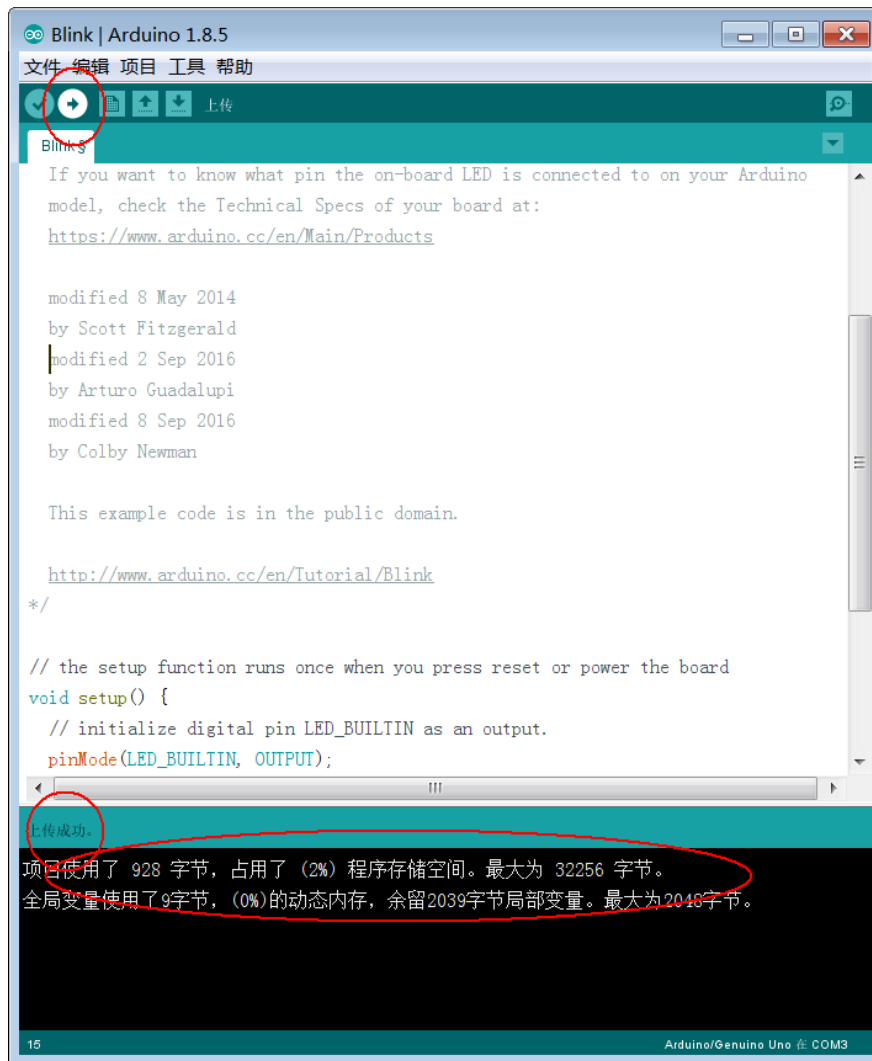 Blink | Arduino 1.8.5
文件 编辑 项目 工具 帮助
上传
Blink§
If you want to know what pin the on-board LED is connected to on your Arduino
model, check the Technical Specs of your board at:
https://www.arduino.cc/en/Main/Products
modified 8 May 2014
by Scott Fitzgerald
modified 2 Sep 2016
by Arturo Guadalupi
modified 8 Sep 2016
by Colby Newman
This example code is in the public domain.
http://www.arduino.cc/en/Tutorial/Blink
*/
// the setup function runs once when you press reset or power the board
void setup() {
// initialize digital pin LED_BUILTIN as an output.
pinMode(LED_BUILTIN, OUTPUT);
上传成功。
项目使用了 928 字节，占用了 (2%) 程序存储空间。最大为 32256 字节。
全局变量使用了9字节，(0%)的动态内存，余留2039字节局部变量。最大为2048字节。
15
Arduino/Genuino Uno 在 COM3